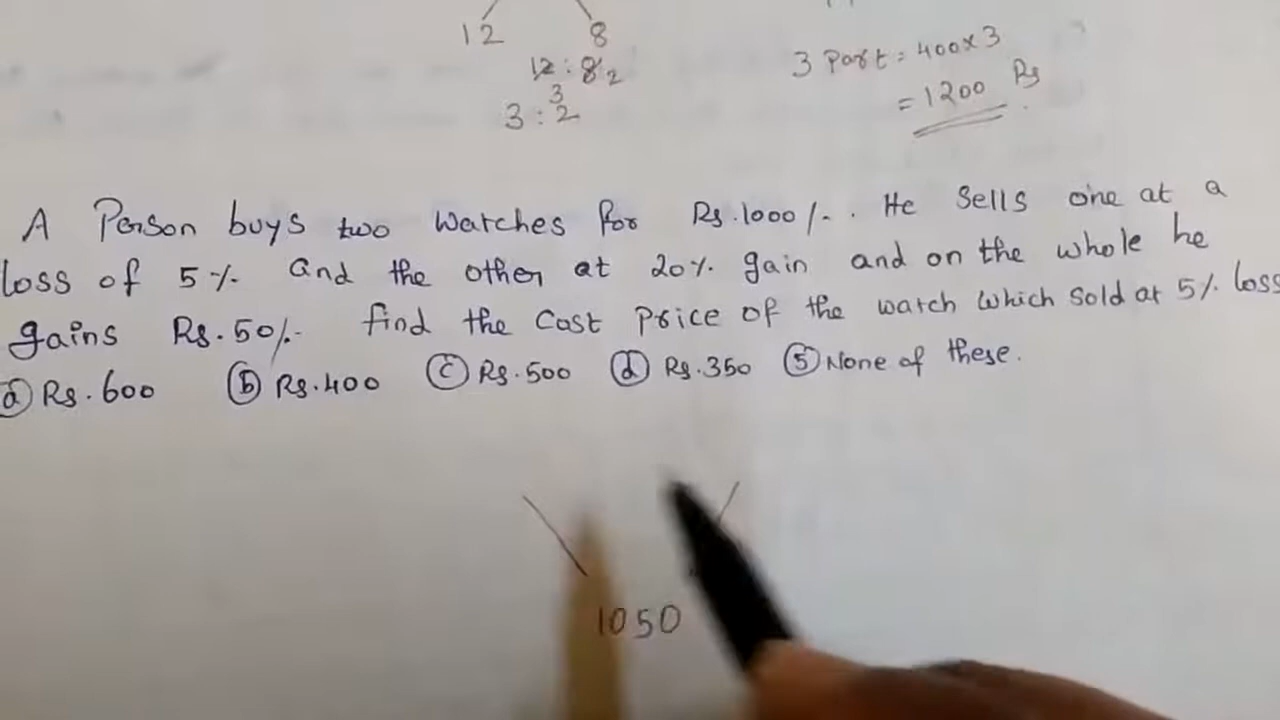 12 8
12 : 8 2
3
3 : 2
3 Part = 400x3
= 1200 Rs
A Person buys two watches for Rs.1000/-. He sells one at a
loss of 5% and the other at 20% gain and on the whole he
gains Rs.50/- find the cost price of the watch which sold at 5% loss
ⓐ Rs.600 ⓑ Rs.400 ⓒ Rs.500 ⓓ Rs.350 ⑤ None of these.
1050